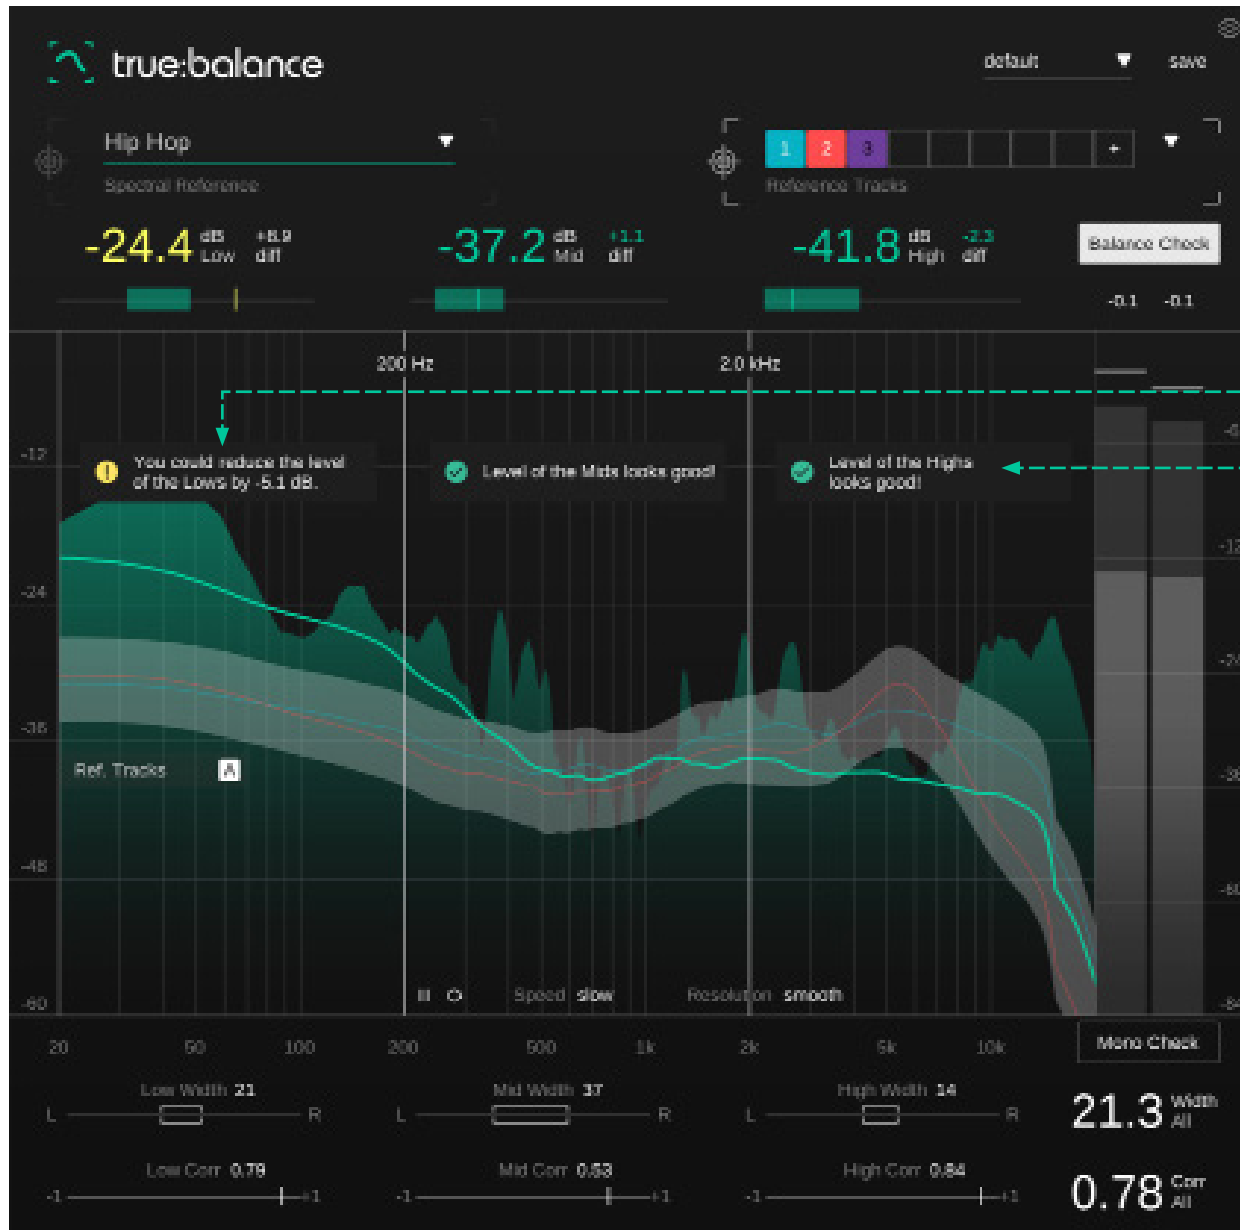 true:balance
default
save
Hip Hop
Spectral Reference
1 2 3 +
Reference Tracks
-24.4 dB Low +6.9 diff
-37.2 dB Mid +1.1 diff
-41.8 dB High -2.3 diff
Balance Check
-0.1 -0.1
200 Hz
2.0 kHz
You could reduce the level
of the Lows by -5.1 dB.
Level of the Mids looks good!
Level of the Highs
looks good!
-12
-24
-36
-48
-60
Ref. Tracks A
Speed slow
Resolution smooth
20 50 100 200 500 1k 2k 5k 10k
Mono Check
Low Width 21
L R
Mid Width 37
L R
High Width 14
L R
21.3 Width All
Low Corr 0.79
-1 +1
Mid Corr 0.53
-1 +1
High Corr 0.84
-1 +1
0.78 Corr All